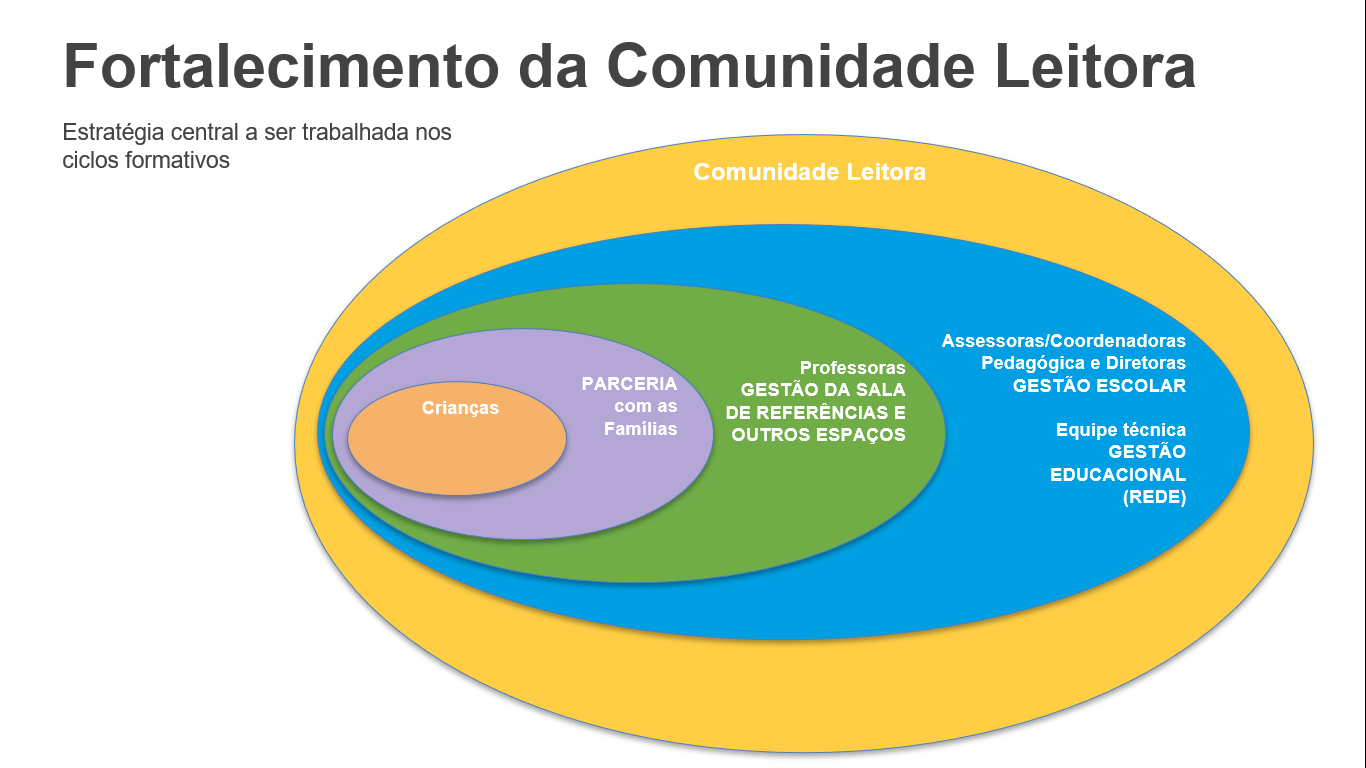 Fortalecimento da Comunidade Leitora
Estratégia central a ser trabalhada nos
ciclos formativos
Comunidade Leitora
Crianças
PARCERIA
com as
Famílias
Professoras
GESTÃO DA SALA
DE REFERÊNCIAS E
OUTROS ESPAÇOS
Assessoras/Coordenadoras
Pedagógica e Diretoras
GESTÃO ESCOLAR
Equipe técnica
GESTÃO
EDUCACIONAL
(REDE)